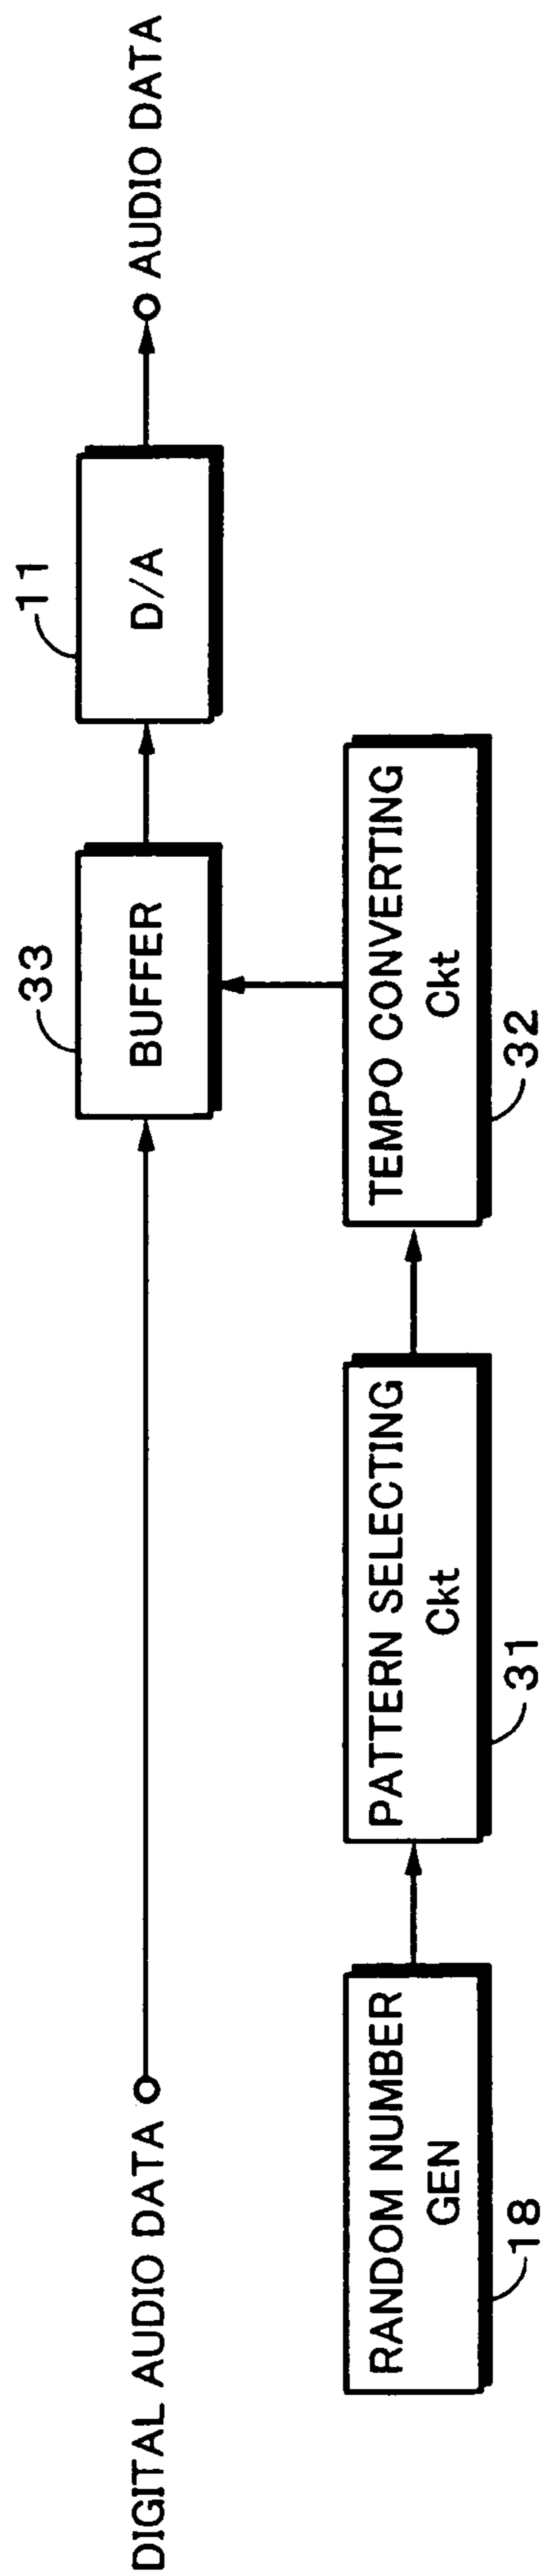 DIGITAL AUDIO DATA
33
BUFFER
11
D/A
AUDIO DATA
RANDOM NUMBER
GEN
18
PATTERN SELECTING
Ckt
31
TEMPO CONVERTING
Ckt
32